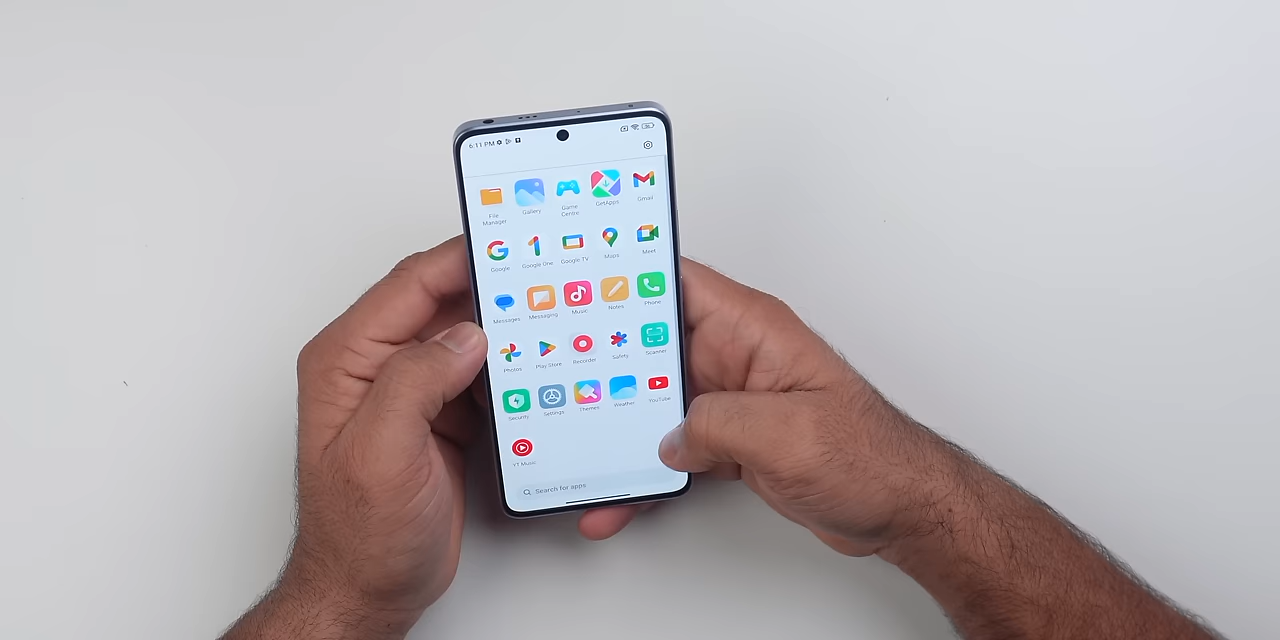 6:11 PM
File
Manager
Gallery
Game
Centre
GetApps
Gmail
Google
Google One
Google TV
Maps
Meet
Messages
Messaging
Music
Notes
Phone
Photos
Play Store
Recorder
Safety
Scanner
Security
Settings
Themes
Weather
YouTube
YT Music
Search for apps